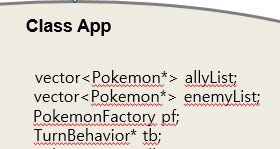 Class App
vector<Pokemon*> allyList;
vector<Pokemon*> enemyList;
PokemonFactory pf;
TurnBehavior* tb;